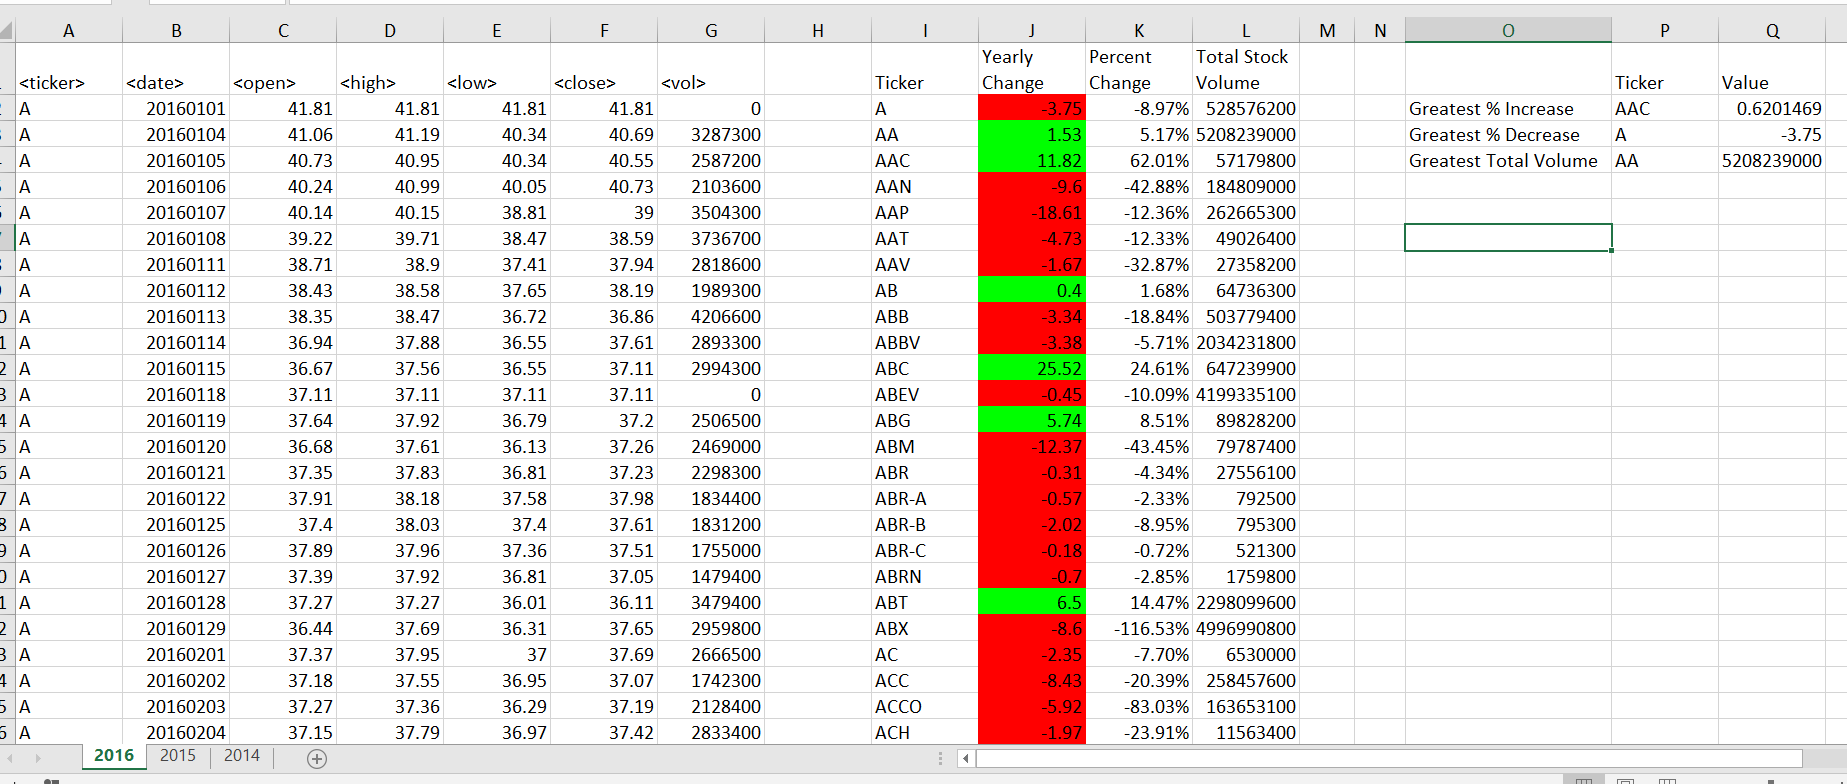 A B C D E F G H I J K L M N O P Q
Yearly Percent Total Stock
<ticker> <date> <open> <high> <low> <close> <vol> Ticker Change Change Volume Ticker Value
A 20160101 41.81 41.81 41.81 41.81 0 A -3.75 -8.97% 528576200 Greatest % Increase AAC 0.6201469
A 20160104 41.06 41.19 40.34 40.69 3287300 AA 1.53 5.17% 5208239000 Greatest % Decrease A -3.75
A 20160105 40.73 40.95 40.34 40.55 2587200 AAC 11.82 62.01% 57179800 Greatest Total Volume AA 5208239000
A 20160106 40.24 40.99 40.05 40.73 2103600 AAN -9.6 -42.88% 184809000
A 20160107 40.14 40.15 38.81 39 3504300 AAP -18.61 -12.36% 262665300
A 20160108 39.22 39.71 38.47 38.59 3736700 AAT -4.73 -12.33% 49026400
A 20160111 38.71 38.9 37.41 37.94 2818600 AAV -1.67 -32.87% 27358200
A 20160112 38.43 38.58 37.65 38.19 1989300 AB 0.4 1.68% 64736300
A 20160113 38.35 38.47 36.72 36.86 4206600 ABB -3.34 -18.84% 503779400
A 20160114 36.94 37.88 36.55 37.61 2893300 ABBV -3.38 -5.71% 2034231800
A 20160115 36.67 37.56 36.55 37.11 2994300 ABC 25.52 24.61% 647239900
A 20160118 37.11 37.11 37.11 37.11 0 ABEV -0.45 -10.09% 4199335100
A 20160119 37.64 37.92 36.79 37.2 2506500 ABG 5.74 8.51% 89828200
A 20160120 36.68 37.61 36.13 37.26 2469000 ABM -12.37 -43.45% 79787400
A 20160121 37.35 37.83 36.81 37.23 2298300 ABR -0.31 -4.34% 27556100
A 20160122 37.91 38.18 37.58 37.98 1834400 ABR-A -0.57 -2.33% 792500
A 20160125 37.4 38.03 37.4 37.61 1831200 ABR-B -2.02 -8.95% 795300
A 20160126 37.89 37.96 37.36 37.51 1755000 ABR-C -0.18 -0.72% 521300
A 20160127 37.39 37.92 36.81 37.05 1479400 ABRN -0.7 -2.85% 1759800
A 20160128 37.27 37.27 36.01 36.11 3479400 ABT 6.5 14.47% 2298099600
A 20160129 36.44 37.69 36.31 37.65 2959800 ABX -8.6 -116.53% 4996990800
A 20160201 37.37 37.95 37 37.69 2666500 AC -2.35 -7.70% 6530000
A 20160202 37.18 37.55 36.95 37.07 1742300 ACC -8.43 -20.39% 258457600
A 20160203 37.27 37.36 36.29 37.19 2128400 ACCO -5.92 -83.03% 163653100
A 20160204 37.15 37.79 36.97 37.42 2833400 ACH -1.97 -23.91% 11563400
2016 2015 2014